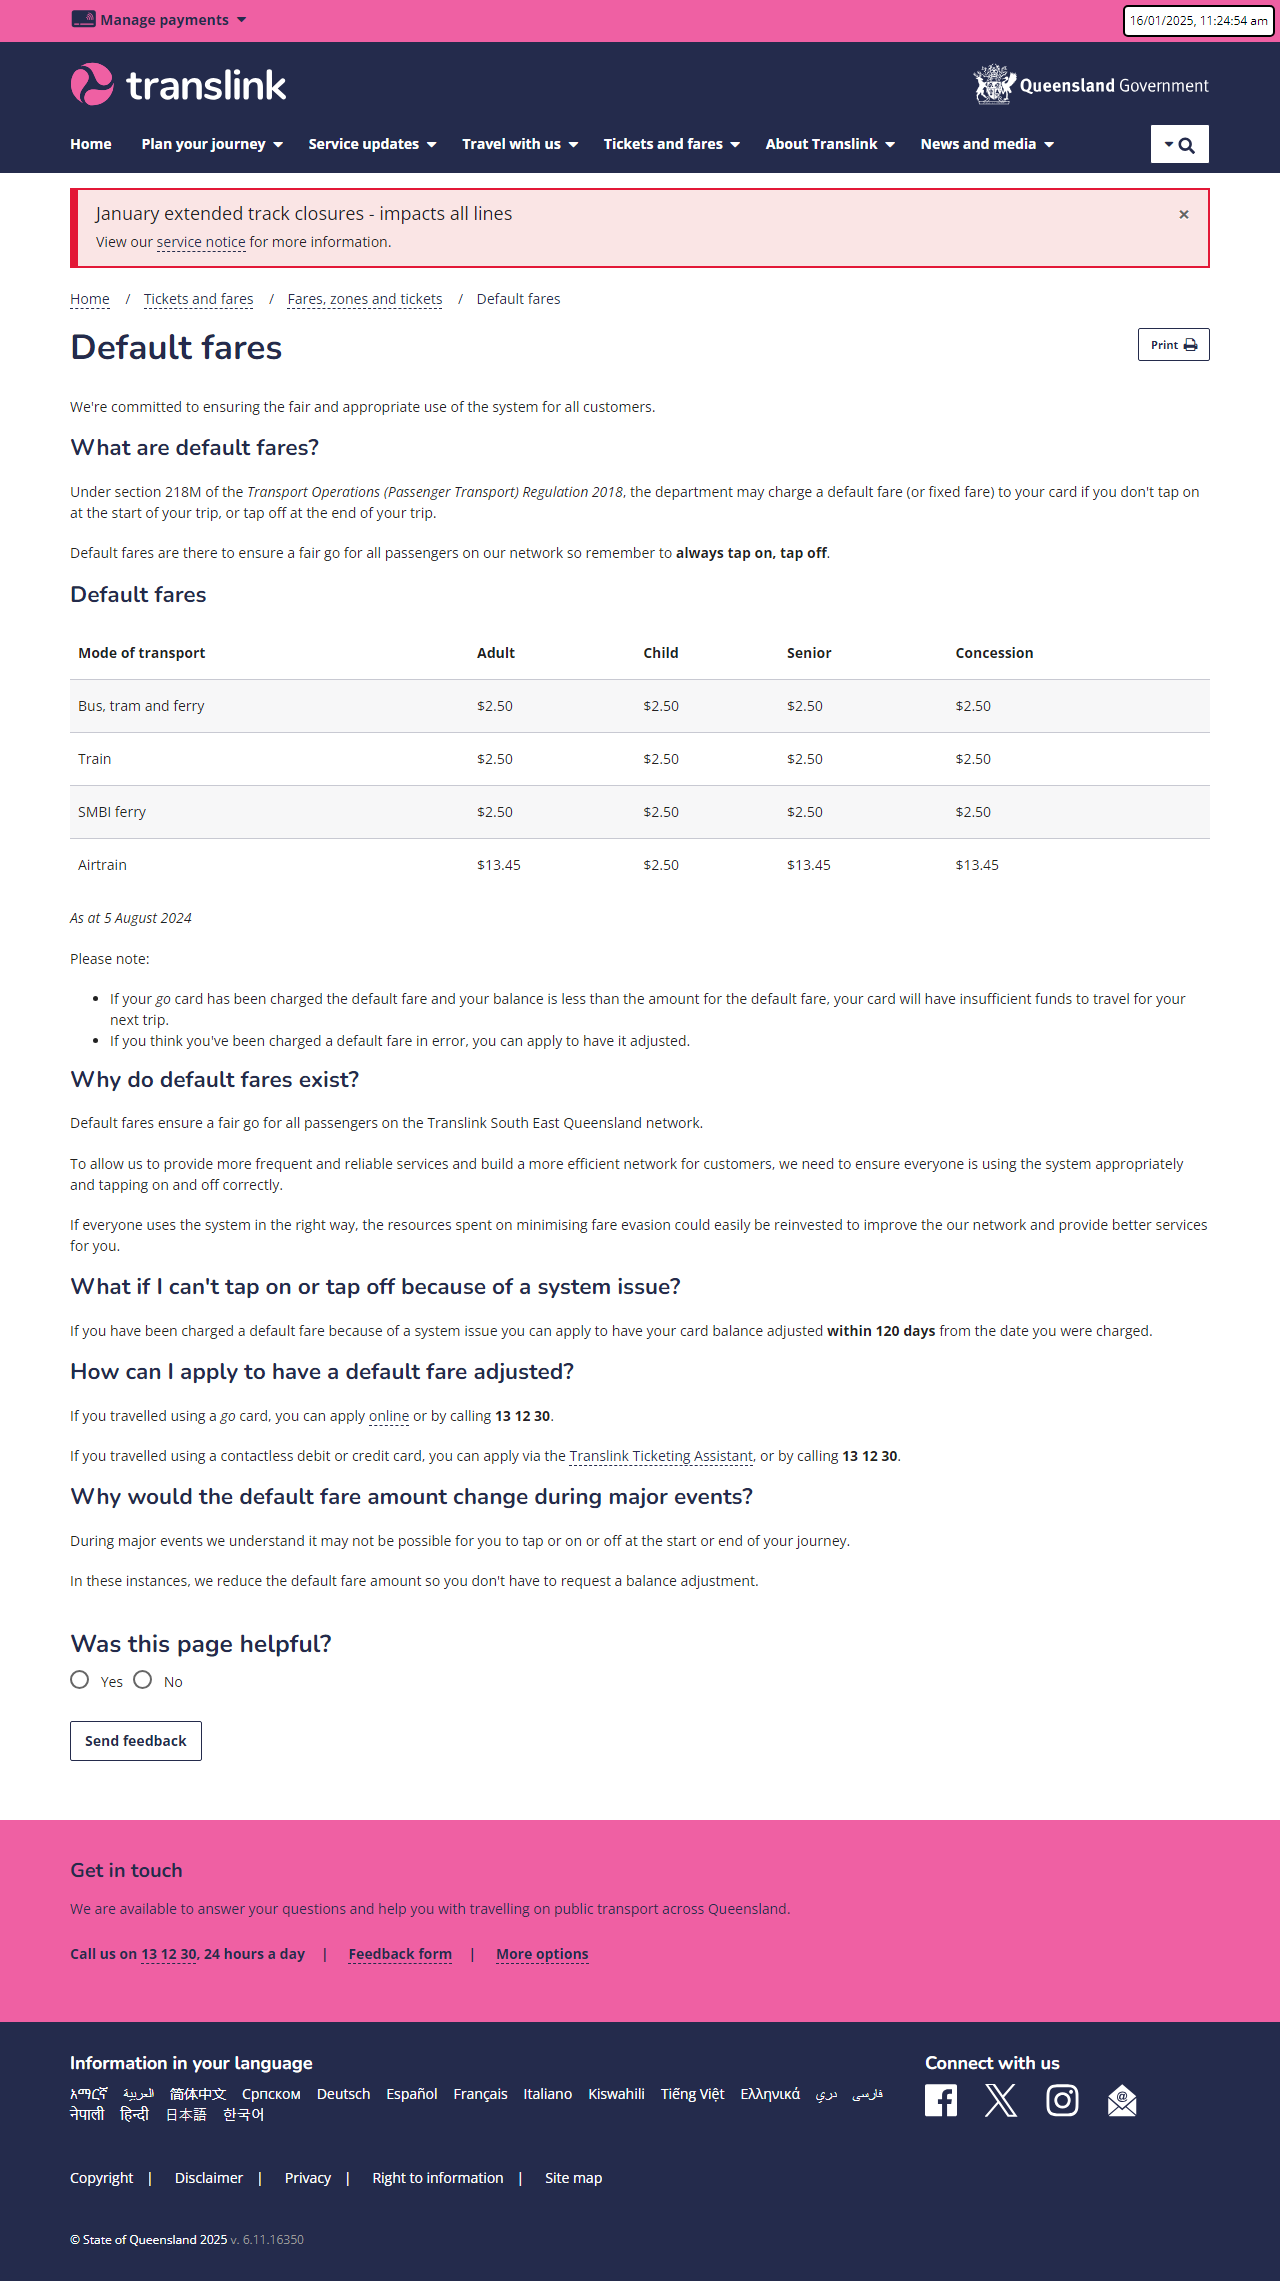 Manage payments
16/01/2025, 11:24:54 am
translink
Queensland Government
Home Plan your journey Service updates Travel with us Tickets and fares About Translink News and media
January extended track closures - impacts all lines
×
View our service notice for more information.
Home / Tickets and fares / Fares, zones and tickets / Default fares
Default fares
Print
We're committed to ensuring the fair and appropriate use of the system for all customers.
What are default fares?
Under section 218M of the Transport Operations (Passenger Transport) Regulation 2018, the department may charge a default fare (or fixed fare) to your card if you don't tap on
at the start of your trip, or tap off at the end of your trip.
Default fares are there to ensure a fair go for all passengers on our network so remember to always tap on, tap off.
Default fares
Mode of transport Adult Child Senior Concession
Bus, tram and ferry $2.50 $2.50 $2.50 $2.50
Train $2.50 $2.50 $2.50 $2.50
SMBI ferry $2.50 $2.50 $2.50 $2.50
Airtrain $13.45 $2.50 $13.45 $13.45
As at 5 August 2024
Please note:
• If your go card has been charged the default fare and your balance is less than the amount for the default fare, your card will have insufficient funds to travel for your
next trip.
• If you think you've been charged a default fare in error, you can apply to have it adjusted.
Why do default fares exist?
Default fares ensure a fair go for all passengers on the Translink South East Queensland network.
To allow us to provide more frequent and reliable services and build a more efficient network for customers, we need to ensure everyone is using the system appropriately
and tapping on and off correctly.
If everyone uses the system in the right way, the resources spent on minimising fare evasion could easily be reinvested to improve the our network and provide better services
for you.
What if I can't tap on or tap off because of a system issue?
If you have been charged a default fare because of a system issue you can apply to have your card balance adjusted within 120 days from the date you were charged.
How can I apply to have a default fare adjusted?
If you travelled using a go card, you can apply online or by calling 13 12 30.
If you travelled using a contactless debit or credit card, you can apply via the Translink Ticketing Assistant, or by calling 13 12 30.
Why would the default fare amount change during major events?
During major events we understand it may not be possible for you to tap or on or off at the start or end of your journey.
In these instances, we reduce the default fare amount so you don't have to request a balance adjustment.
Was this page helpful?
Yes No
Send feedback
Get in touch
We are available to answer your questions and help you with travelling on public transport across Queensland.
Call us on 13 12 30, 24 hours a day | Feedback form | More options
Information in your language
Connect with us
አማርኛ العربية 简体中文 Српском Deutsch Español Français Italiano Kiswahili Tiếng Việt Ελληνικά دري فارسی
नेपाली हिन्दी 日本語 한국어
Copyright | Disclaimer | Privacy | Right to information | Site map
© State of Queensland 2025 v. 6.11.16350